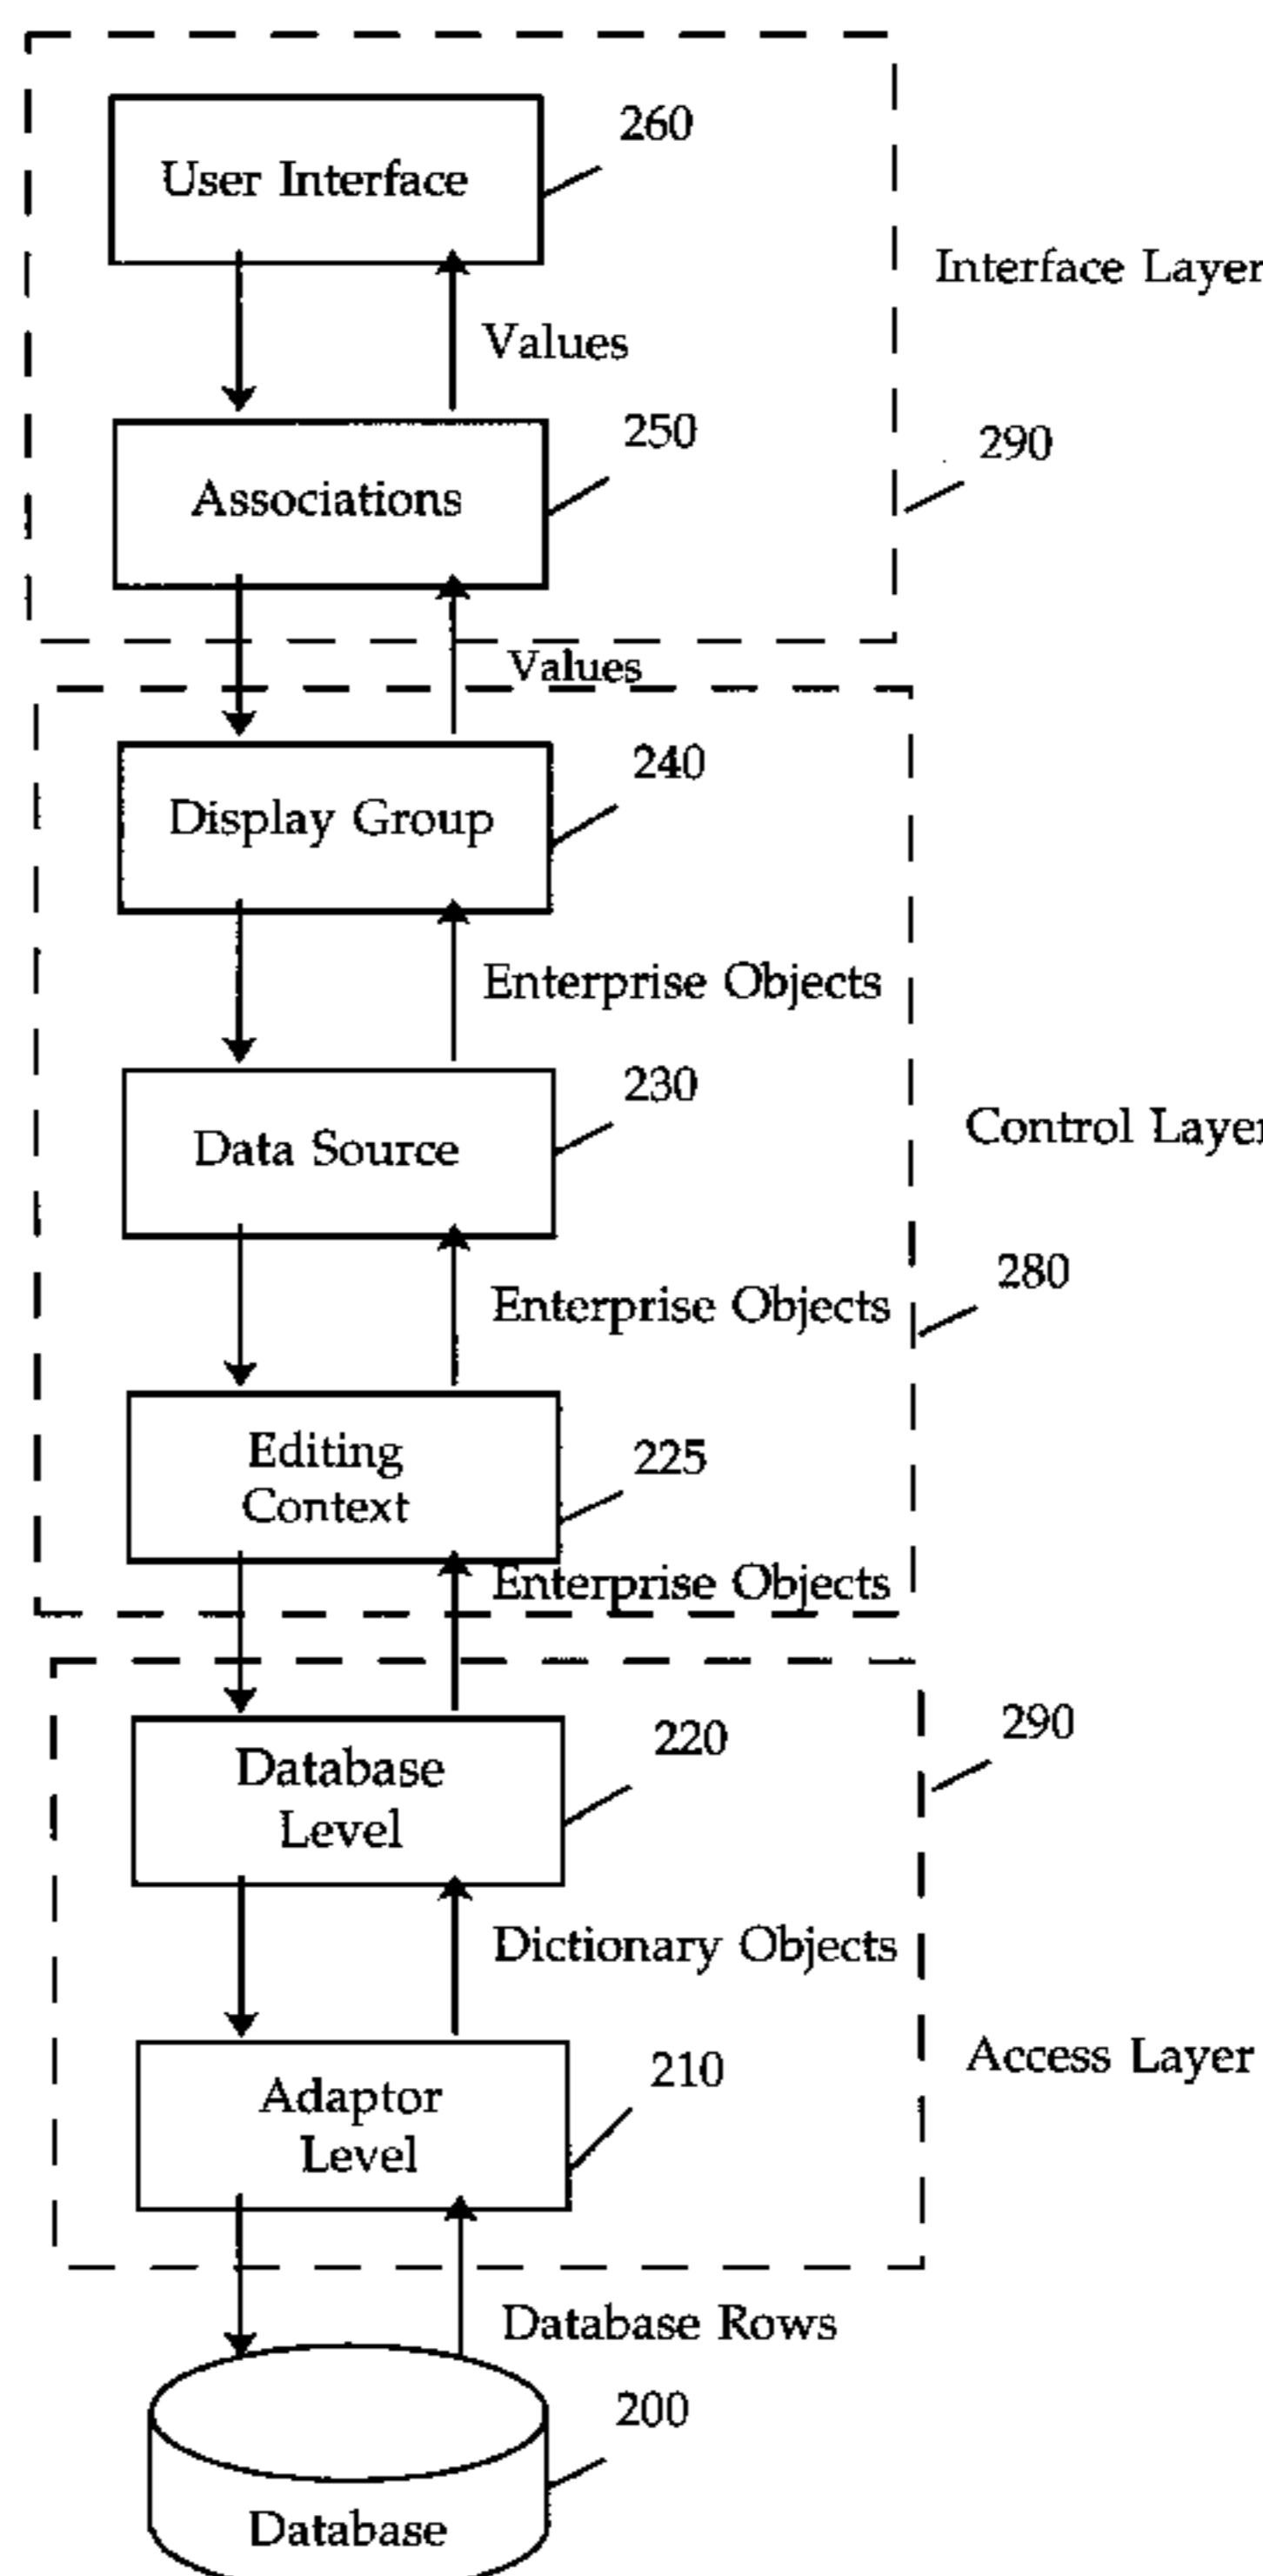 260
User Interface
Interface Layer
Values
250
290
Associations
Values
240
Display Group
Enterprise Objects
230
Data Source
Control Layer
280
Enterprise Objects
Editing
Context
225
Enterprise Objects
290
220
Database
Level
Dictionary Objects
Access Layer
210
Adaptor
Level
Database Rows
200
Database